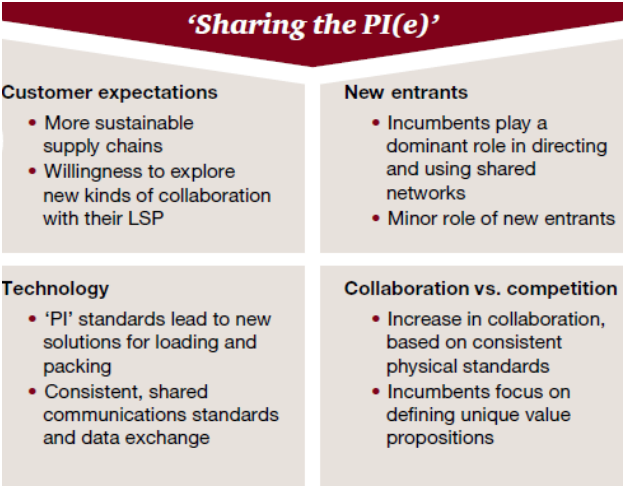 ‘Sharing the PI(e)’
Customer expectations
• More sustainable
supply chains
• Willingness to explore
new kinds of collaboration
with their LSP
New entrants
• Incumbents play a
dominant role in directing
and using shared
networks
• Minor role of new entrants
Technology
• ‘PI’ standards lead to new
solutions for loading and
packing
• Consistent, shared
communications standards
and data exchange
Collaboration vs. competition
• Increase in collaboration,
based on consistent
physical standards
• Incumbents focus on
defining unique value
propositions